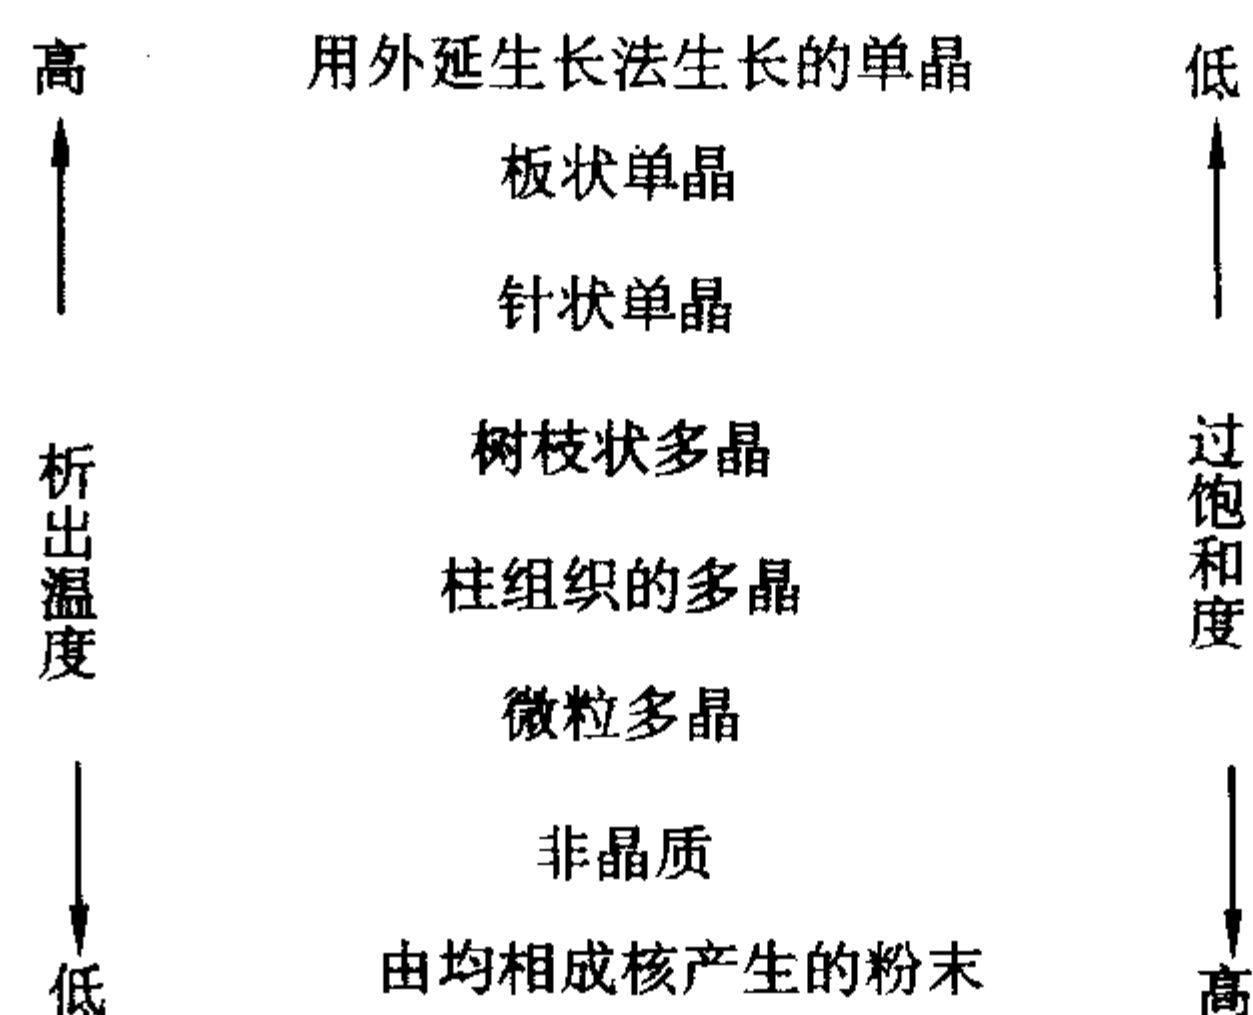 高 用外延生长法生长的单晶 低
板状单晶
针状单晶
树枝状多晶
析出温度
过饱和度
柱组织的多晶
微粒多晶
非晶质
低 由均相成核产生的粉末 高